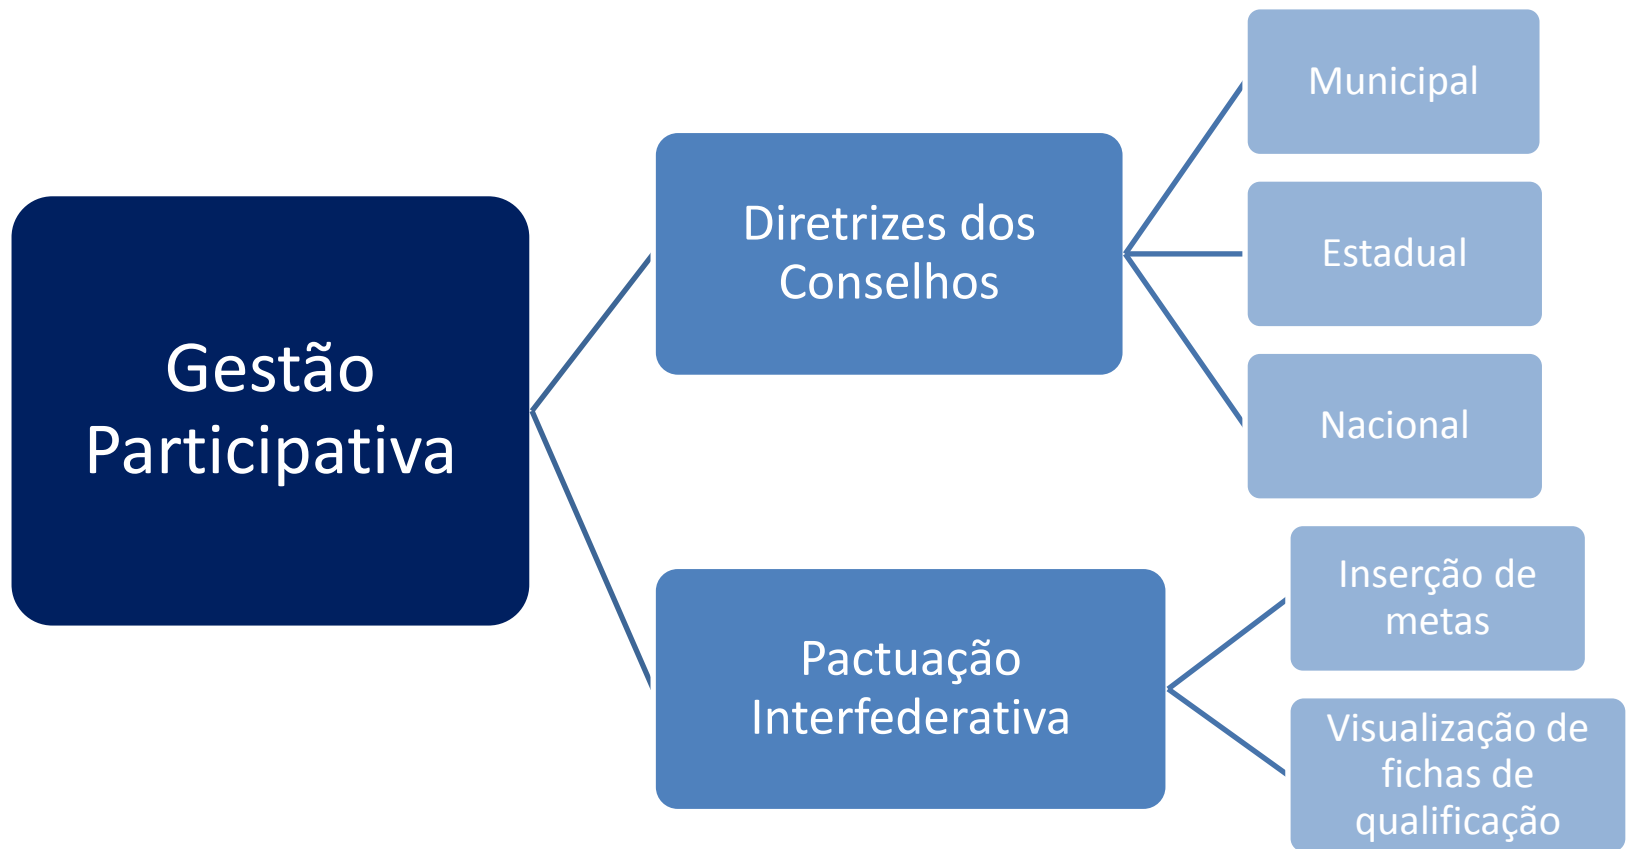 Gestão
Participativa
Diretrizes dos
Conselhos
Municipal
Estadual
Nacional
Pactuação
Interfederativa
Inserção de
metas
Visualização de
fichas de
qualificação